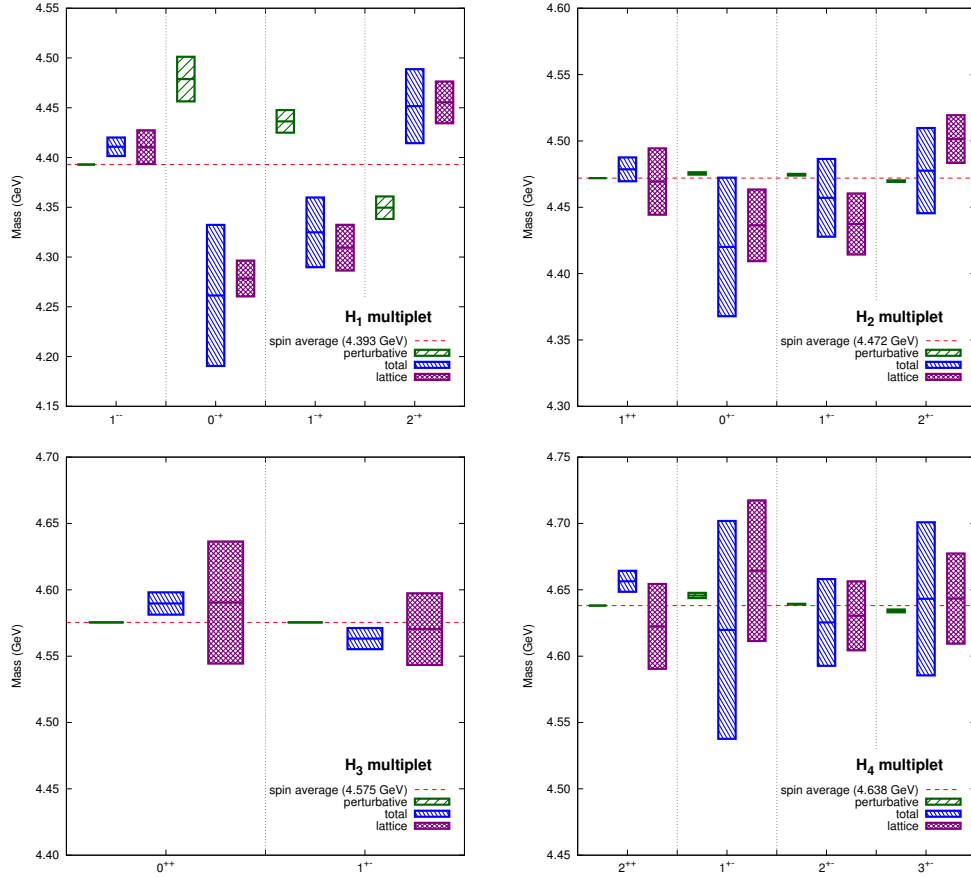 4.55
4.50
4.45
4.40
4.35
4.30
4.25
4.20
4.15
Mass (GeV)
H1 multiplet
spin average (4.393 GeV)
perturbative
total
lattice
1--
0-+
1-+
2-+
4.60
4.55
4.50
4.45
4.40
4.35
4.30
Mass (GeV)
H2 multiplet
spin average (4.472 GeV)
perturbative
total
lattice
1++
0+-
1+-
2+-
4.70
4.65
4.60
4.55
4.50
4.45
4.40
Mass (GeV)
H3 multiplet
spin average (4.575 GeV)
perturbative
total
lattice
0++
1+-
4.75
4.70
4.65
4.60
4.55
4.50
4.45
Mass (GeV)
H4 multiplet
spin average (4.638 GeV)
perturbative
total
lattice
2++
1+-
2+-
3+-